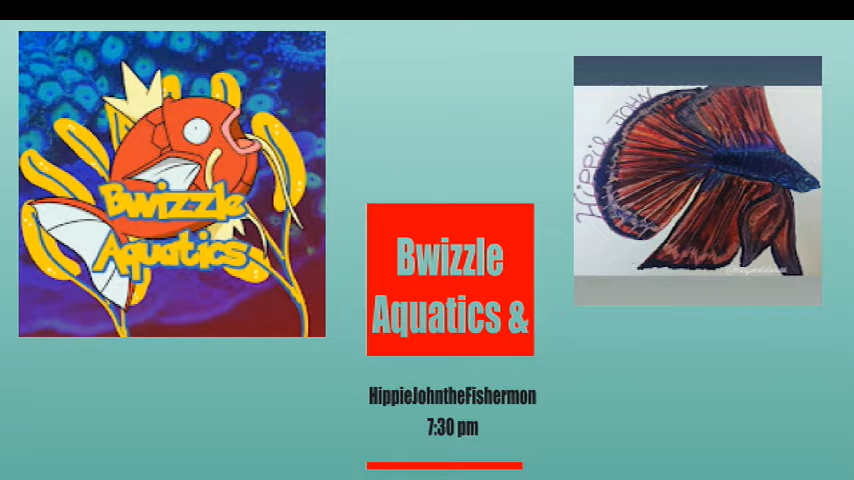 Bwizzle
Aquatics
Hippie JOHN
Bwizzle
Aquatics &
HippieJohntheFishermon
7:30 pm